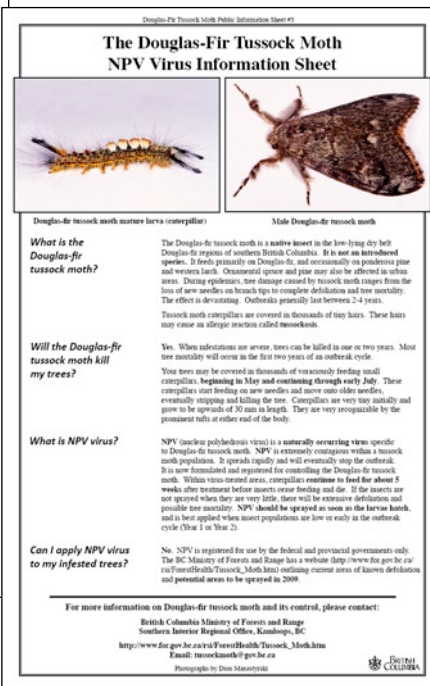 Douglas-Fir Tussock Moth Public Information Sheet #5
The Douglas-Fir Tussock Moth
NPV Virus Information Sheet
Douglas-fir tussock moth mature larva (caterpillar)
Male Douglas-fir tussock moth
What is the
Douglas-fir
tussock moth?
The Douglas-fir tussock moth is a native insect in the low-lying dry belt
Douglas-fir regions of southern British Columbia. It is not an introduced
species. It feeds primarily on Douglas-fir, and occasionally on ponderosa pine
and western larch. Ornamental spruce and pine may also be affected in urban
areas. During epidemics, tree damage caused by tussock moth ranges from the
loss of new needles on branch tips to complete defoliation and tree mortality.
The effect is devastating. Outbreaks generally last between 2-4 years.
Tussock moth caterpillars are covered in thousands of tiny hairs. These hairs
may cause an allergic reaction called tussockosis.
Will the Douglas-fir
tussock moth kill
my trees?
Yes. When infestations are severe, trees can be killed in one or two years. Most
tree mortality will occur in the first two years of an outbreak cycle.
Your trees may be covered in thousands of voraciously feeding small
caterpillars, beginning in May and continuing through early July. These
caterpillars start feeding on new needles and move onto older needles,
eventually stripping and killing the tree. Caterpillars are very tiny initially and
grow to be upwards of 30 mm in length. They are very recognizable by the
prominent tufts at either end of the body.
What is NPV virus?
NPV (nuclear polyhedrosis virus) is a naturally occurring virus specific
to Douglas-fir tussock moth. NPV is extremely contagious within a tussock
moth population. It spreads rapidly and will eventually stop the outbreak.
It is now formulated and registered for controlling the Douglas-fir tussock
moth. Within virus-treated areas, caterpillars continue to feed for about 5
weeks after treatment before insects cease feeding and die. If the insects are
not sprayed when they are very little, there will be extensive defoliation and
possible tree mortality. NPV should be sprayed as soon as the larvae hatch,
and is best applied when insect populations are low or early in the outbreak
cycle (Year 1 or Year 2).
Can I apply NPV virus
to my infested trees?
No. NPV is registered for use by the federal and provincial governments only.
The BC Ministry of Forests and Range has a website (http://www.for.gov.bc.ca/
rsi/ForestHealth/Tussock_Moth.htm) outlining current areas of known defoliation
and potential areas to be sprayed in 2009.
For more information on Douglas-fir tussock moth and its control, please contact:
British Columbia Ministry of Forests and Range
Southern Interior Regional Office, Kamloops, BC
http://www.for.gov.bc.ca/rsi/ForestHealth/Tussock_Moth.htm
Email: tussockmoth@gov.bc.ca
Photographs by Dion Manastyrski
BRITISH
COLUMBIA